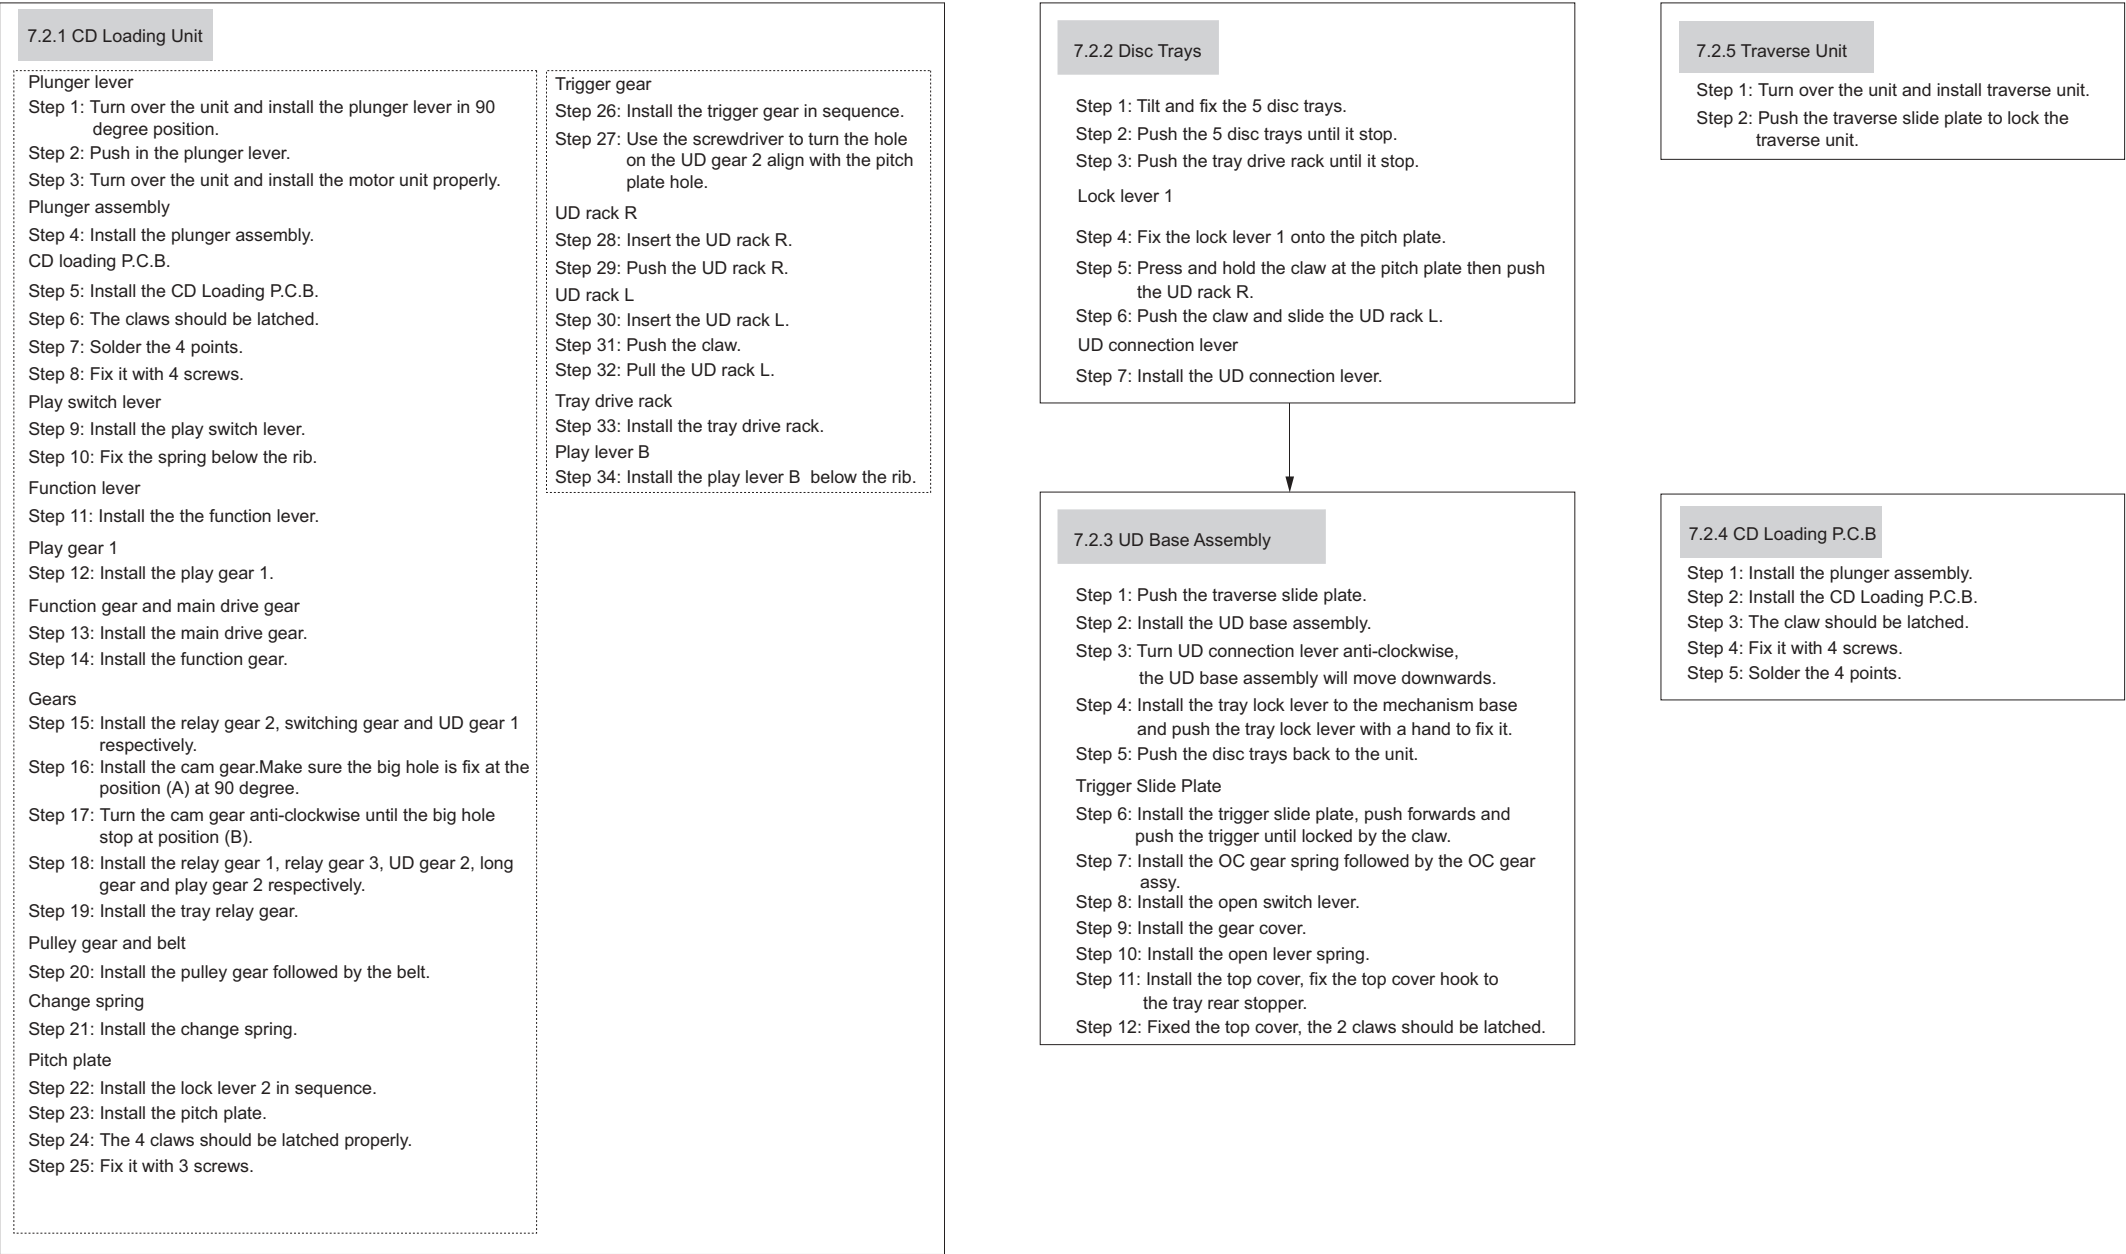 7.2.1 CD Loading Unit
Plunger lever
Step 1: Turn over the unit and install the plunger lever in 90
degree position.
Step 2: Push in the plunger lever.
Step 3: Turn over the unit and install the motor unit properly.
Plunger assembly
Step 4: Install the plunger assembly.
CD loading P.C.B.
Step 5: Install the CD Loading P.C.B.
Step 6: The claws should be latched.
Step 7: Solder the 4 points.
Step 8: Fix it with 4 screws.
Play switch lever
Step 9: Install the play switch lever.
Step 10: Fix the spring below the rib.
Function lever
Step 11: Install the the function lever.
Play gear 1
Step 12: Install the play gear 1.
Function gear and main drive gear
Step 13: Install the main drive gear.
Step 14: Install the function gear.
Gears
Step 15: Install the relay gear 2, switching gear and UD gear 1
respectively.
Step 16: Install the cam gear.Make sure the big hole is fix at the
position (A) at 90 degree.
Step 17: Turn the cam gear anti-clockwise until the big hole
stop at position (B).
Step 18: Install the relay gear 1, relay gear 3, UD gear 2, long
gear and play gear 2 respectively.
Step 19: Install the tray relay gear.
Pulley gear and belt
Step 20: Install the pulley gear followed by the belt.
Change spring
Step 21: Install the change spring.
Pitch plate
Step 22: Install the lock lever 2 in sequence.
Step 23: Install the pitch plate.
Step 24: The 4 claws should be latched properly.
Step 25: Fix it with 3 screws.
Trigger gear
Step 26: Install the trigger gear in sequence.
Step 27: Use the screwdriver to turn the hole
on the UD gear 2 align with the pitch
plate hole.
UD rack R
Step 28: Insert the UD rack R.
Step 29: Push the UD rack R.
UD rack L
Step 30: Insert the UD rack L.
Step 31: Push the claw.
Step 32: Pull the UD rack L.
Tray drive rack
Step 33: Install the tray drive rack.
Play lever B
Step 34: Install the play lever B below the rib.
7.2.2 Disc Trays
Step 1: Tilt and fix the 5 disc trays.
Step 2: Push the 5 disc trays until it stop.
Step 3: Push the tray drive rack until it stop.
Lock lever 1
Step 4: Fix the lock lever 1 onto the pitch plate.
Step 5: Press and hold the claw at the pitch plate then push
the UD rack R.
Step 6: Push the claw and slide the UD rack L.
UD connection lever
Step 7: Install the UD connection lever.
7.2.3 UD Base Assembly
Step 1: Push the traverse slide plate.
Step 2: Install the UD base assembly.
Step 3: Turn UD connection lever anti-clockwise,
the UD base assembly will move downwards.
Step 4: Install the tray lock lever to the mechanism base
and push the tray lock lever with a hand to fix it.
Step 5: Push the disc trays back to the unit.
Trigger Slide Plate
Step 6: Install the trigger slide plate, push forwards and
push the trigger until locked by the claw.
Step 7: Install the OC gear spring followed by the OC gear
assy.
Step 8: Install the open switch lever.
Step 9: Install the gear cover.
Step 10: Install the open lever spring.
Step 11: Install the top cover, fix the top cover hook to
the tray rear stopper.
Step 12: Fixed the top cover, the 2 claws should be latched.
7.2.5 Traverse Unit
Step 1: Turn over the unit and install traverse unit.
Step 2: Push the traverse slide plate to lock the
traverse unit.
7.2.4 CD Loading P.C.B
Step 1: Install the plunger assembly.
Step 2: Install the CD Loading P.C.B.
Step 3: The claw should be latched.
Step 4: Fix it with 4 screws.
Step 5: Solder the 4 points.